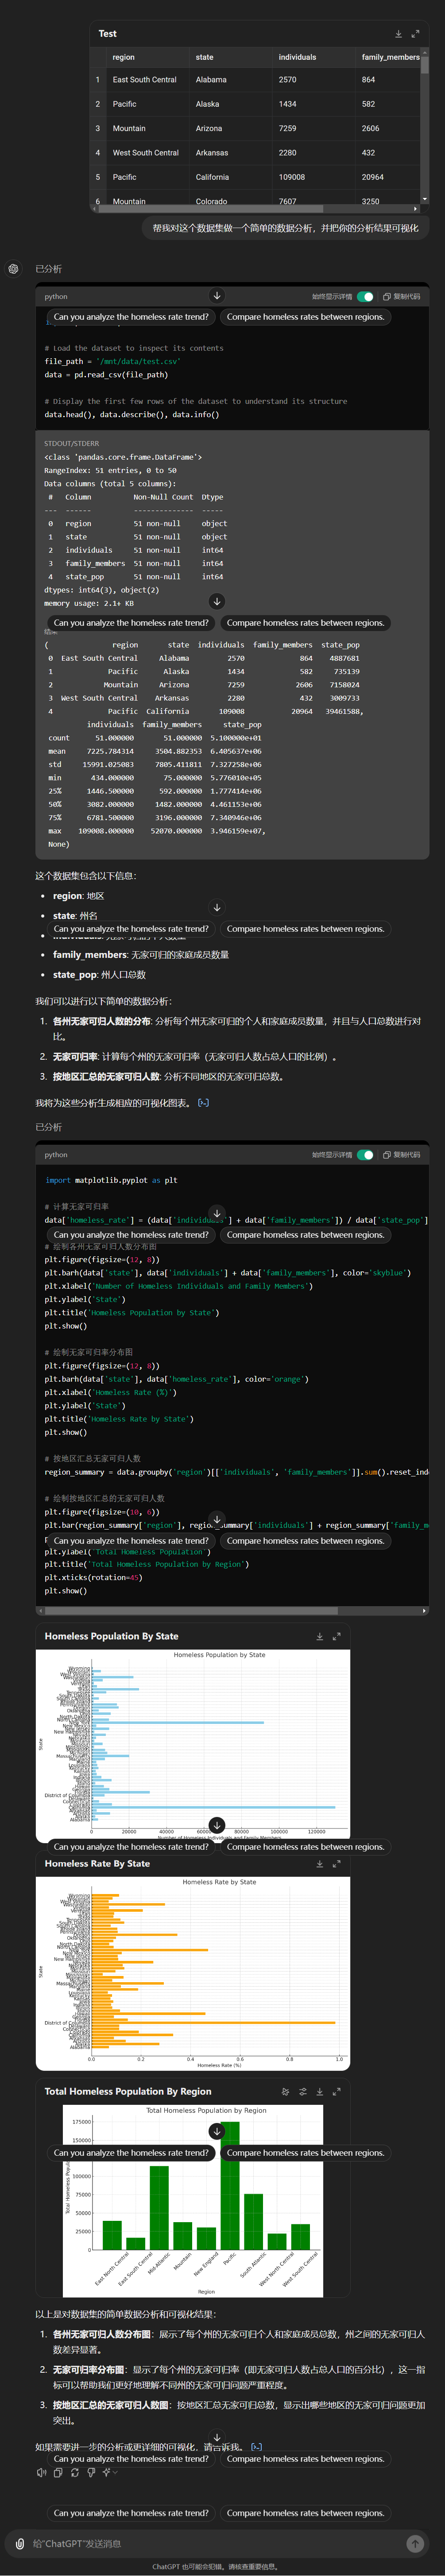 Test
region state individuals family_members
1 East South Central Alabama 2570 864
2 Pacific Alaska 1434 582
3 Mountain Arizona 7259 2606
4 West South Central Arkansas 2280 432
5 Pacific California 109008 20964
6 Mountain Colorado 7607 3250
帮我对这个数据集做一个简单的数据分析，并把你的分析结果可视化
已分析
python 始终显示详情 复制代码
Can you analyze the homeless rate trend? Compare homeless rates between regions.
# Load the dataset to inspect its contents
file_path = '/mnt/data/test.csv'
data = pd.read_csv(file_path)
# Display the first few rows of the dataset to understand its structure
data.head(), data.describe(), data.info()
STDOUT/STDERR
<class 'pandas.core.frame.DataFrame'>
RangeIndex: 51 entries, 0 to 50
Data columns (total 5 columns):
# Column Non-Null Count Dtype
--- ------ -------------- -----
0 region 51 non-null object
1 state 51 non-null object
2 individuals 51 non-null int64
3 family_members 51 non-null int64
4 state_pop 51 non-null int64
dtypes: int64(3), object(2)
memory usage: 2.1+ KB
Can you analyze the homeless rate trend? Compare homeless rates between regions.
结果
( region state individuals family_members state_pop
0 East South Central Alabama 2570 864 4887681
1 Pacific Alaska 1434 582 735139
2 Mountain Arizona 7259 2606 7158024
3 West South Central Arkansas 2280 432 3009733
4 Pacific California 109008 20964 39461588,
individuals family_members state_pop
count 51.000000 51.000000 5.100000e+01
mean 7225.784314 3504.882353 6.405637e+06
std 15991.025083 7805.411811 7.327258e+06
min 434.000000 75.000000 5.776010e+05
25% 1446.500000 592.000000 1.777414e+06
50% 3082.000000 1482.000000 4.461153e+06
75% 6781.500000 3196.000000 7.340946e+06
max 109008.000000 52070.000000 3.946159e+07,
None)
这个数据集包含以下信息：
• region: 地区
• state: 州名
Can you analyze the homeless rate trend? Compare homeless rates between regions.
• family_members: 无家可归的家庭成员数量
• state_pop: 州人口总数
我们可以进行以下简单的数据分析：
1. 各州无家可归人数的分布: 分析每个州无家可归的个人和家庭成员数量，并且与人口总数进行对
比。
2. 无家可归率: 计算每个州的无家可归率（无家可归人数占总人口的比例）。
3. 按地区汇总的无家可归人数: 分析不同地区的无家可归总数。
我将为这些分析生成相应的可视化图表。 [>_]
已分析
python 始终显示详情 复制代码
import matplotlib.pyplot as plt
# 计算无家可归率
data['homeless_rate'] = (data['individuals'] + data['family_members']) / data['state_pop']
Can you analyze the homeless rate trend? Compare homeless rates between regions.
# 绘制各州无家可归人数分布图
plt.figure(figsize=(12, 8))
plt.barh(data['state'], data['individuals'] + data['family_members'], color='skyblue')
plt.xlabel('Number of Homeless Individuals and Family Members')
plt.ylabel('State')
plt.title('Homeless Population by State')
plt.show()
# 绘制无家可归率分布图
plt.figure(figsize=(12, 8))
plt.barh(data['state'], data['homeless_rate'], color='orange')
plt.xlabel('Homeless Rate (%)')
plt.ylabel('State')
plt.title('Homeless Rate by State')
plt.show()
# 按地区汇总无家可归人数
region_summary = data.groupby('region')[['individuals', 'family_members']].sum().reset_inde
# 绘制按地区汇总的无家可归人数
plt.figure(figsize=(10, 6))
plt.bar(region_summary['region'], region_summary['individuals'] + region_summary['family_m
Can you analyze the homeless rate trend? Compare homeless rates between regions.
plt.ylabel('Total Homeless Population')
plt.title('Total Homeless Population by Region')
plt.xticks(rotation=45)
plt.show()
Homeless Population By State
Homeless Population by State
State
District of Columbia
Alabama
0 20000 40000 60000 80000 100000 120000
Number of Homeless Individuals and Family Members
Can you analyze the homeless rate trend? Compare homeless rates between regions.
Homeless Rate By State
Homeless Rate by State
State
District of Columbia
Alabama
0.0 0.2 0.4 0.6 0.8 1.0
Homeless Rate (%)
Total Homeless Population By Region
Total Homeless Population by Region
175000
150000
Can you analyze the homeless rate trend? Compare homeless rates between regions.
100000
75000
50000
25000
0
East North Central East South Central Mid-Atlantic Mountain New England Pacific South Atlantic West North Central West South Central
Region
以上是对数据集的简单数据分析和可视化结果：
1. 各州无家可归人数分布图：展示了每个州的无家可归个人和家庭成员总数，州之间的无家可归人
数差异显著。
2. 无家可归率分布图：显示了每个州的无家可归率（即无家可归人数占总人口的百分比），这一指
标可以帮助我们更好地理解不同州的无家可归问题严重程度。
3. 按地区汇总的无家可归人数图：按地区汇总无家可归总数，显示出哪些地区的无家可归问题更加
突出。
如果需要进一步的分析或更详细的可视化，请告诉我。 [>_]
Can you analyze the homeless rate trend? Compare homeless rates between regions.
Can you analyze the homeless rate trend? Compare homeless rates between regions.
给"ChatGPT"发送消息
ChatGPT 也可能会犯错。请核查重要信息。